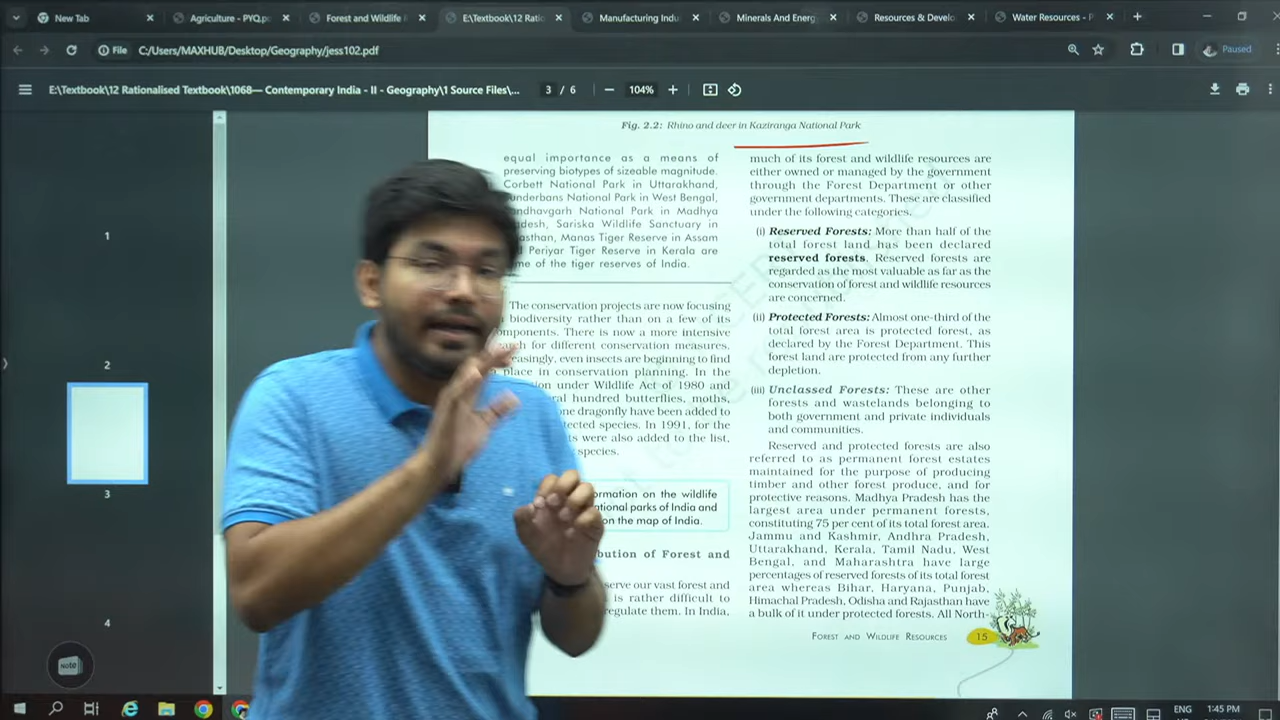 New Tab
Agriculture - PYQ.p
Forest and Wildlife R
E:\Textbook\12 Ratio
Manufacturing Indu
Minerals And Energ
Resources & Develo
Water Resources - P
File C:/Users/MAXHUB/Desktop/Geography/jess102.pdf
Paused
E:\Textbook\12 Rationalised Textbook\1068— Contemporary India - II - Geography\1 Source Files\...
3 / 6
104%
1
2
3
4
Note
Fig. 2.2: Rhino and deer in Kaziranga National Park
equal importance as a means of
preserving biotypes of sizeable magnitude.
Corbett National Park in Uttarakhand,
underbans National Park in West Bengal,
ndhavgarh National Park in Madhya
desh, Sariska Wildlife Sanctuary in
asthan, Manas Tiger Reserve in Assam
Periyar Tiger Reserve in Kerala are
me of the tiger reserves of India.
The conservation projects are now focusing
biodiversity rather than on a few of its
mponents. There is now a more intensive
for different conservation measures.
easingly, even insects are beginning to find
place in conservation planning. In the
ion under Wildlife Act of 1980 and
ral hundred butterflies, moths,
one dragonfly have been added to
tected species. In 1991, for the
ts were also added to the list,
species.
ormation on the wildlife
ational parks of India and
on the map of India.
bution of Forest and
serve our vast forest and
is rather difficult to
regulate them. In India,
much of its forest and wildlife resources are
either owned or managed by the government
through the Forest Department or other
government departments. These are classified
under the following categories.
(i) Reserved Forests: More than half of the
total forest land has been declared
reserved forests. Reserved forests are
regarded as the most valuable as far as the
conservation of forest and wildlife resources
are concerned.
(ii) Protected Forests: Almost one-third of the
total forest area is protected forest, as
declared by the Forest Department. This
forest land are protected from any further
depletion.
(iii) Unclassed Forests: These are other
forests and wastelands belonging to
both government and private individuals
and communities.
Reserved and protected forests are also
referred to as permanent forest estates
maintained for the purpose of producing
timber and other forest produce, and for
protective reasons. Madhya Pradesh has the
largest area under permanent forests,
constituting 75 per cent of its total forest area.
Jammu and Kashmir, Andhra Pradesh,
Uttarakhand, Kerala, Tamil Nadu, West
Bengal, and Maharashtra have large
percentages of reserved forests of its total forest
area whereas Bihar, Haryana, Punjab,
Himachal Pradesh, Odisha and Rajasthan have
a bulk of it under protected forests. All North-
FOREST AND WILDLIFE RESOURCES 15
ENG
1:45 PM